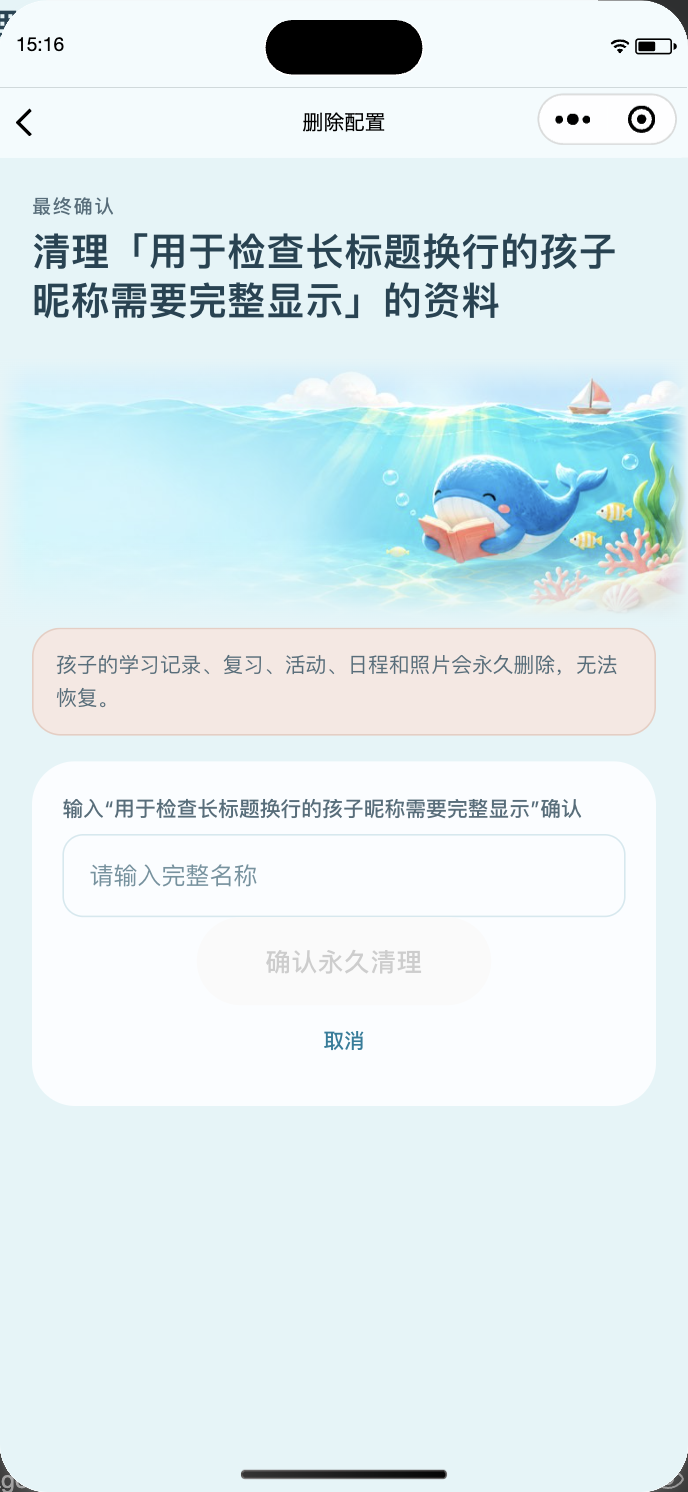 15:16
删除配置
最终确认
清理「用于检查长标题换行的孩子
昵称需要完整显示」的资料
孩子的学习记录、复习、活动、日程和照片会永久删除，无法
恢复。
输入“用于检查长标题换行的孩子昵称需要完整显示”确认
请输入完整名称
确认永久清理
取消